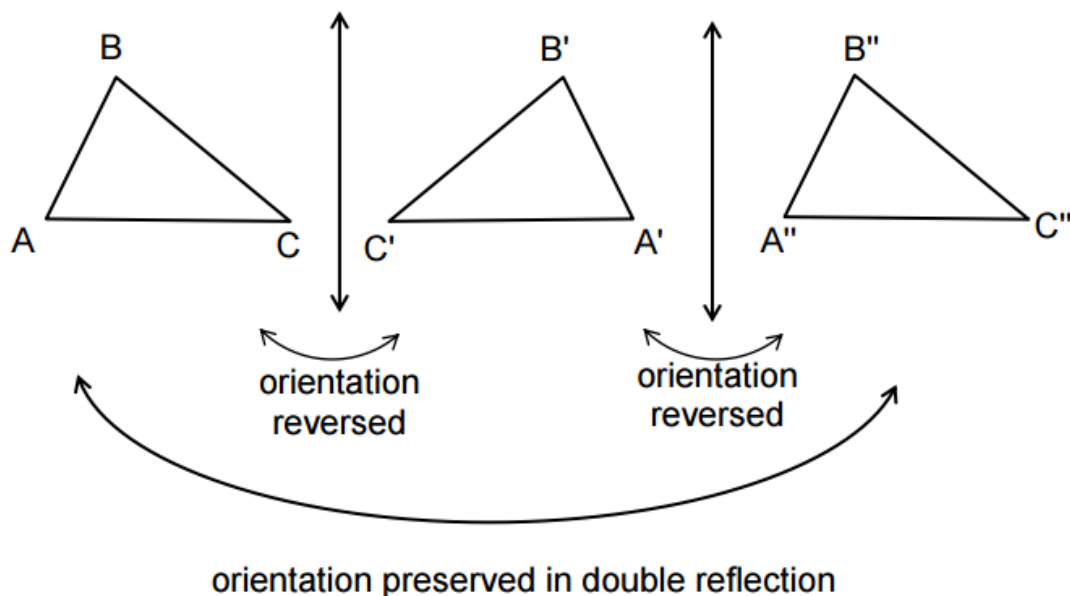 B
B'
B"
A
C
C'
A'
A"
C"
orientation
reversed
orientation
reversed
orientation preserved in double reflection